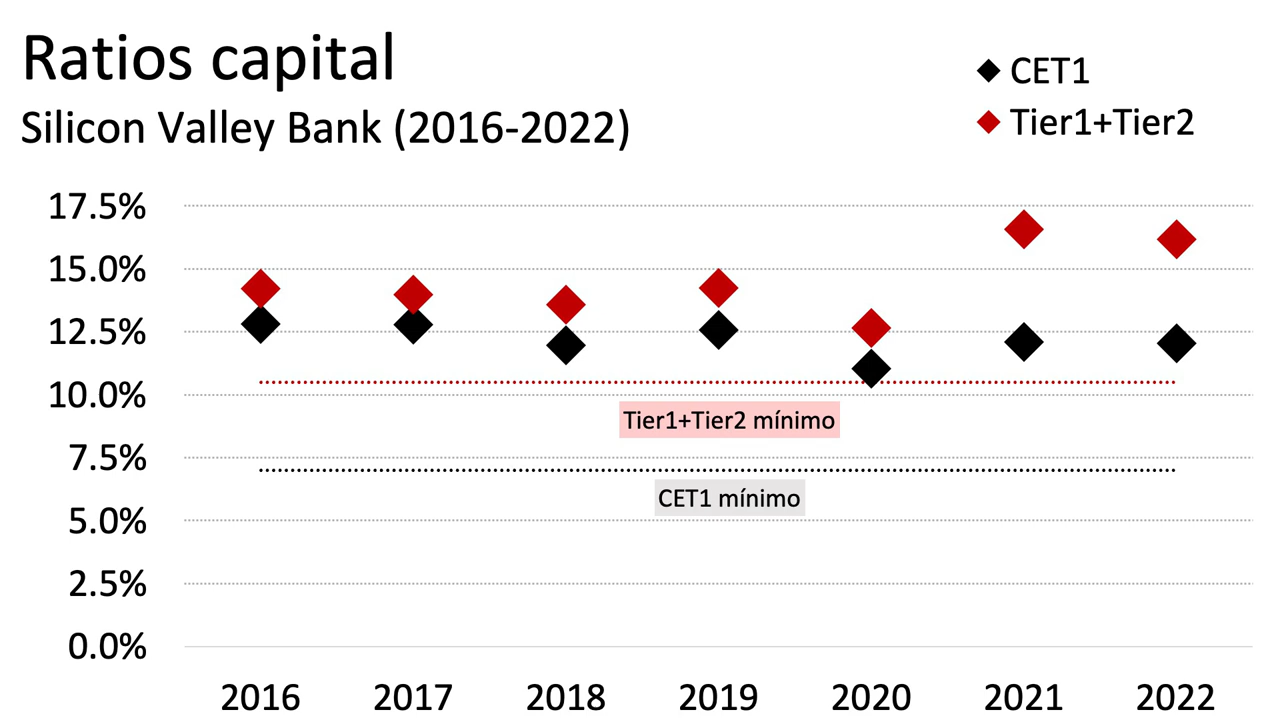 Ratios capital
Silicon Valley Bank (2016-2022)
CET1
Tier1+Tier2
17.5%
15.0%
12.5%
10.0%
7.5%
5.0%
2.5%
0.0%
Tier1+Tier2 mínimo
CET1 mínimo
2016 2017 2018 2019 2020 2021 2022